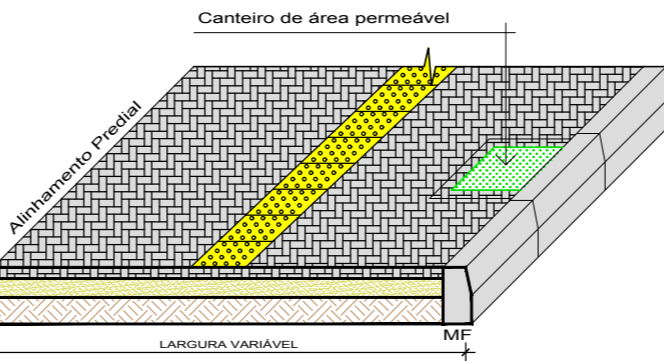 Canteiro de área permeável
Alinhamento Predial
MF
LARGURA VARIÁVEL